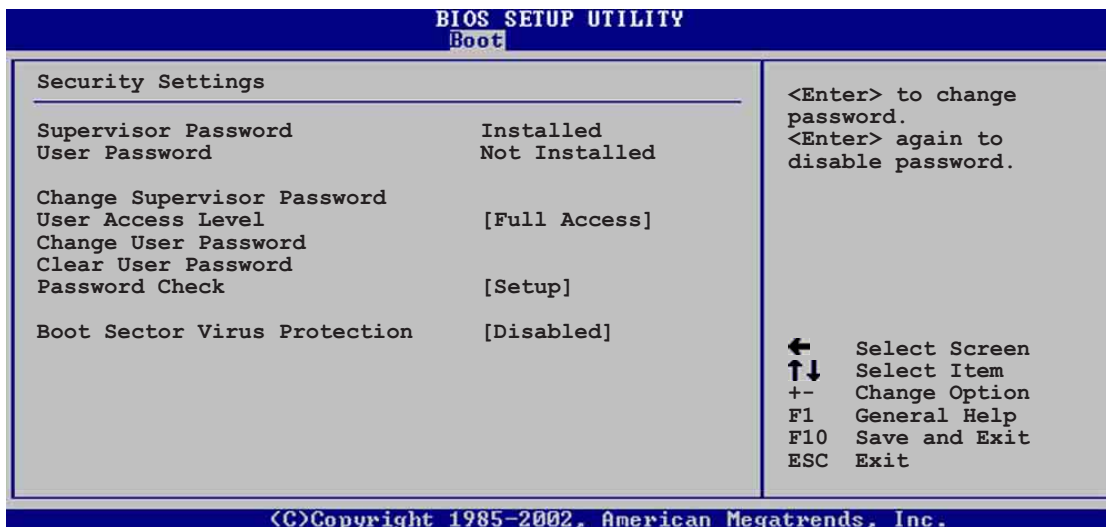 BIOS SETUP UTILITY
Boot
Security Settings
Supervisor Password Installed
User Password Not Installed
Change Supervisor Password
User Access Level [Full Access]
Change User Password
Clear User Password
Password Check [Setup]
Boot Sector Virus Protection [Disabled]
<Enter> to change
password.
<Enter> again to
disable password.
← Select Screen
↑↓ Select Item
+- Change Option
F1 General Help
F10 Save and Exit
ESC Exit
(C)Copyright 1985-2002, American Megatrends, Inc.